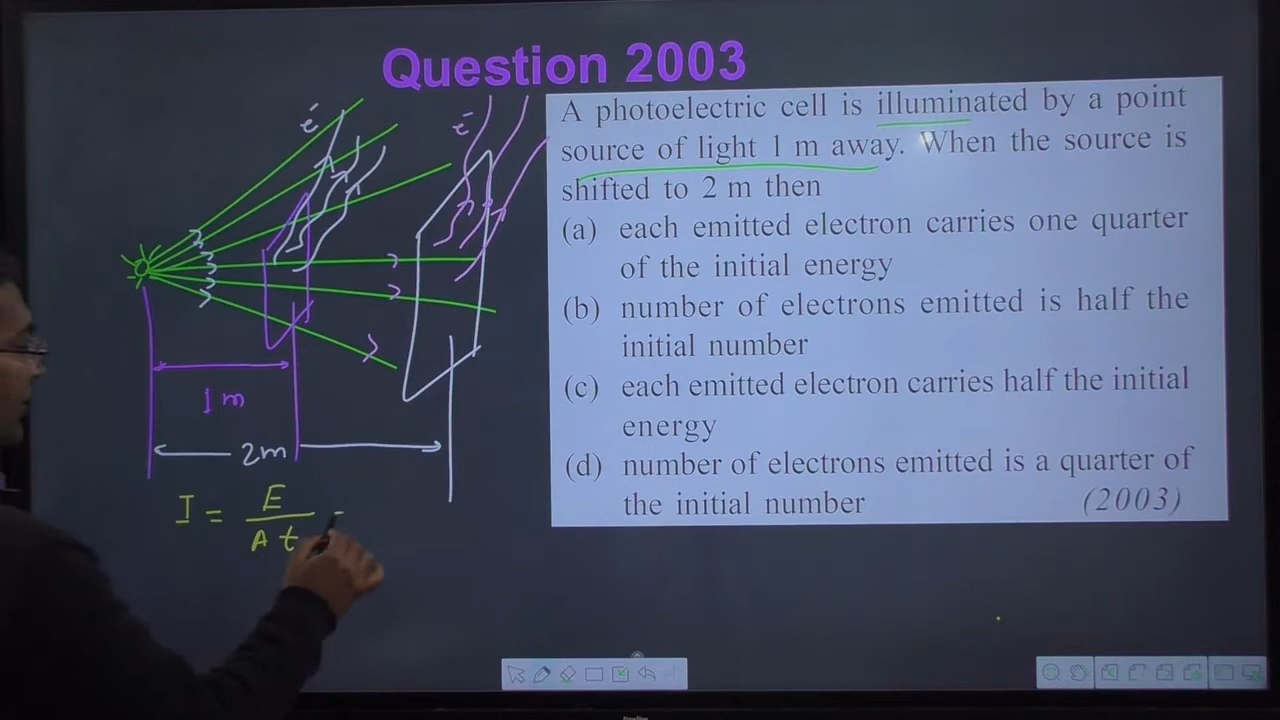 Question 2003
A photoelectric cell is illuminated by a point
source of light 1 m away. When the source is
shifted to 2 m then
(a) each emitted electron carries one quarter
of the initial energy
(b) number of electrons emitted is half the
initial number
(c) each emitted electron carries half the initial
energy
(d) number of electrons emitted is a quarter of
the initial number (2003)
e⁻ e⁻
1 m
2m
I = E
A t =